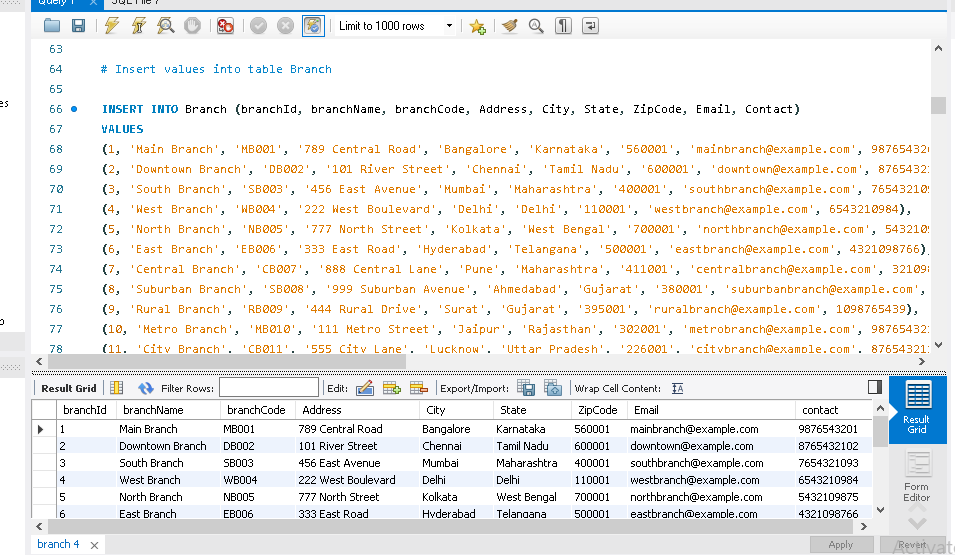 Query 1
SQL File 7
Limit to 1000 rows
63
64 # Insert values into table Branch
65
66 INSERT INTO Branch (branchId, branchName, branchCode, Address, City, State, ZipCode, Email, Contact)
67 VALUES
68 (1, 'Main Branch', 'MB001', '789 Central Road', 'Bangalore', 'Karnataka', '560001', 'mainbranch@example.com', 98765432
69 (2, 'Downtown Branch', 'DB002', '101 River Street', 'Chennai', 'Tamil Nadu', '600001', 'downtown@example.com', 8765432
70 (3, 'South Branch', 'SB003', '456 East Avenue', 'Mumbai', 'Maharashtra', '400001', 'southbranch@example.com', 765432109
71 (4, 'West Branch', 'WB004', '222 West Boulevard', 'Delhi', 'Delhi', '110001', 'westbranch@example.com', 6543210984),
72 (5, 'North Branch', 'NB005', '777 North Street', 'Kolkata', 'West Bengal', '700001', 'northbranch@example.com', 543210
73 (6, 'East Branch', 'EB006', '333 East Road', 'Hyderabad', 'Telangana', '500001', 'eastbranch@example.com', 4321098766)
74 (7, 'Central Branch', 'CB007', '888 Central Lane', 'Pune', 'Maharashtra', '411001', 'centralbranch@example.com', 32109
75 (8, 'Suburban Branch', 'SB008', '999 Suburban Avenue', 'Ahmedabad', 'Gujarat', '380001', 'suburbanbranch@example.com',
76 (9, 'Rural Branch', 'RB009', '444 Rural Drive', 'Surat', 'Gujarat', '395001', 'ruralbranch@example.com', 1098765439),
77 (10, 'Metro Branch', 'MB010', '111 Metro Street', 'Jaipur', 'Rajasthan', '302001', 'metrobranch@example.com', 98765432
78 (11, 'City Branch', 'CB011', '555 City Lane', 'Lucknow', 'Uttar Pradesh', '226001', 'citybranch@example.com', 8765432
Result Grid Filter Rows: Edit: Export/Import: Wrap Cell Content:
branchId branchName branchCode Address City State ZipCode Email contact
1 Main Branch MB001 789 Central Road Bangalore Karnataka 560001 mainbranch@example.com 9876543201
2 Downtown Branch DB002 101 River Street Chennai Tamil Nadu 600001 downtown@example.com 8765432102
3 South Branch SB003 456 East Avenue Mumbai Maharashtra 400001 southbranch@example.com 7654321093
4 West Branch WB004 222 West Boulevard Delhi Delhi 110001 westbranch@example.com 6543210984
5 North Branch NB005 777 North Street Kolkata West Bengal 700001 northbranch@example.com 5432109875
6 East Branch EB006 333 East Road Hyderabad Telangana 500001 eastbranch@example.com 4321098766
Result
Grid
Form
Editor
branch 4
Apply
Revert
Activate